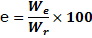 e = W_e / W_r × 100